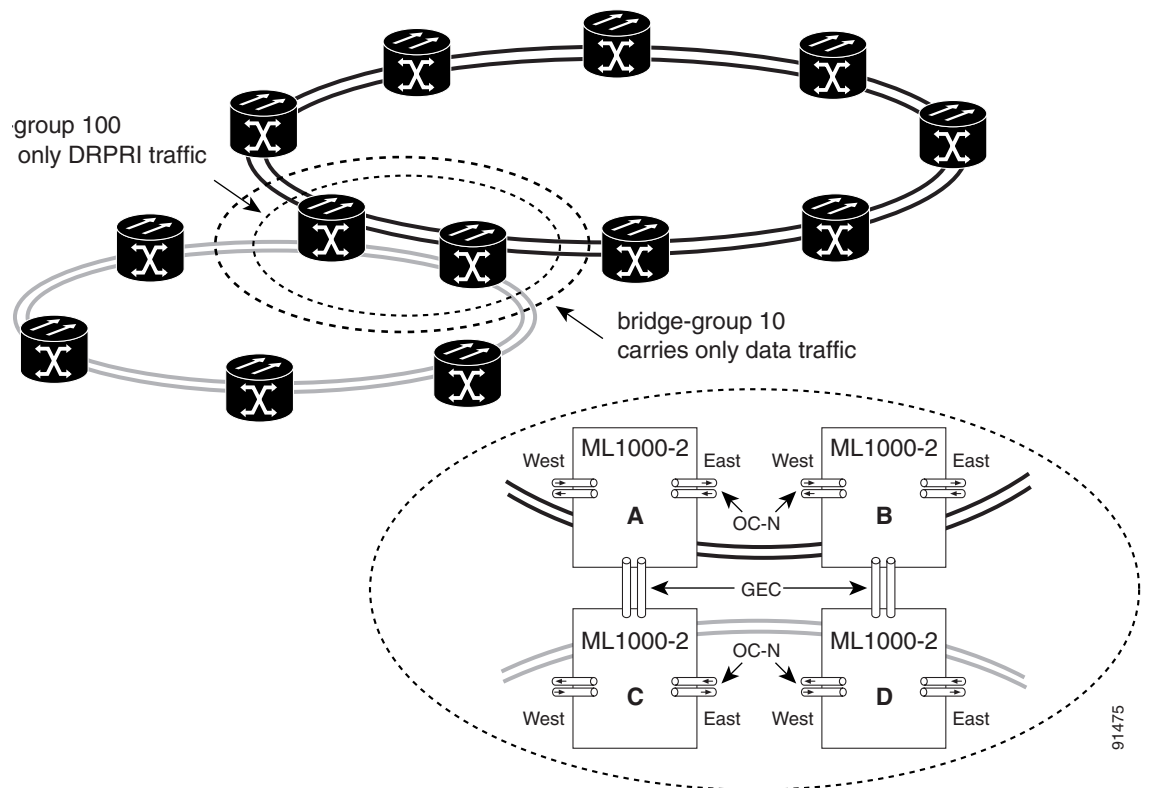 -group 100
only DRPRI traffic
bridge-group 10
carries only data traffic
ML1000-2
ML1000-2
West
East
West
East
A
B
OC-N
GEC
ML1000-2
ML1000-2
OC-N
C
D
West
East
West
East
91475